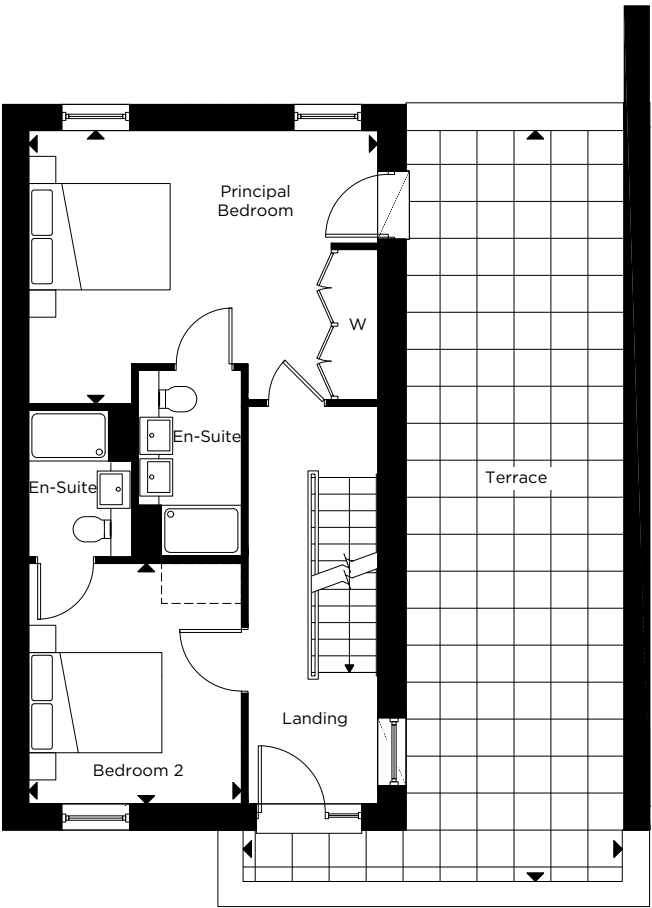 Principal
Bedroom
W
En-Suite
En-Suite
Terrace
Landing
Bedroom 2